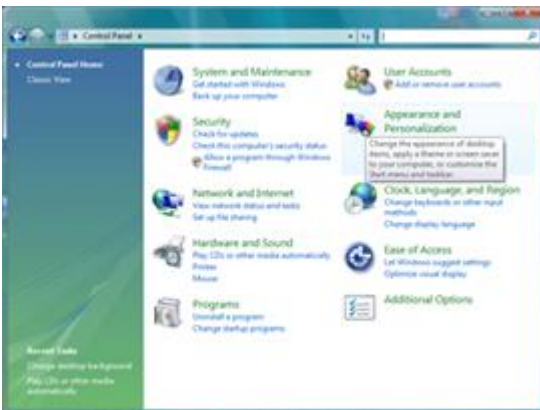 Control Panel
Control Panel Home
Classic View
System and Maintenance
Get started with Windows
Back up your computer
Security
Check for updates
Check this computer's security status
Allow a program through Windows
Firewall
Network and Internet
View network status and tasks
Set up file sharing
Hardware and Sound
Play CDs or other media automatically
Printer
Mouse
Programs
Uninstall a program
Change startup programs
User Accounts
Add or remove user accounts
Appearance and
Personalization
Change the appearance of desktop
items, apply a theme or screen saver
to your computer, or customize the
Start menu and taskbar.
Clock, Language, and Region
Change keyboards or other input
methods
Change display language
Ease of Access
Let Windows suggest settings
Optimize visual display
Additional Options
Recent Tasks
Change desktop background
Play CDs or other media
automatically